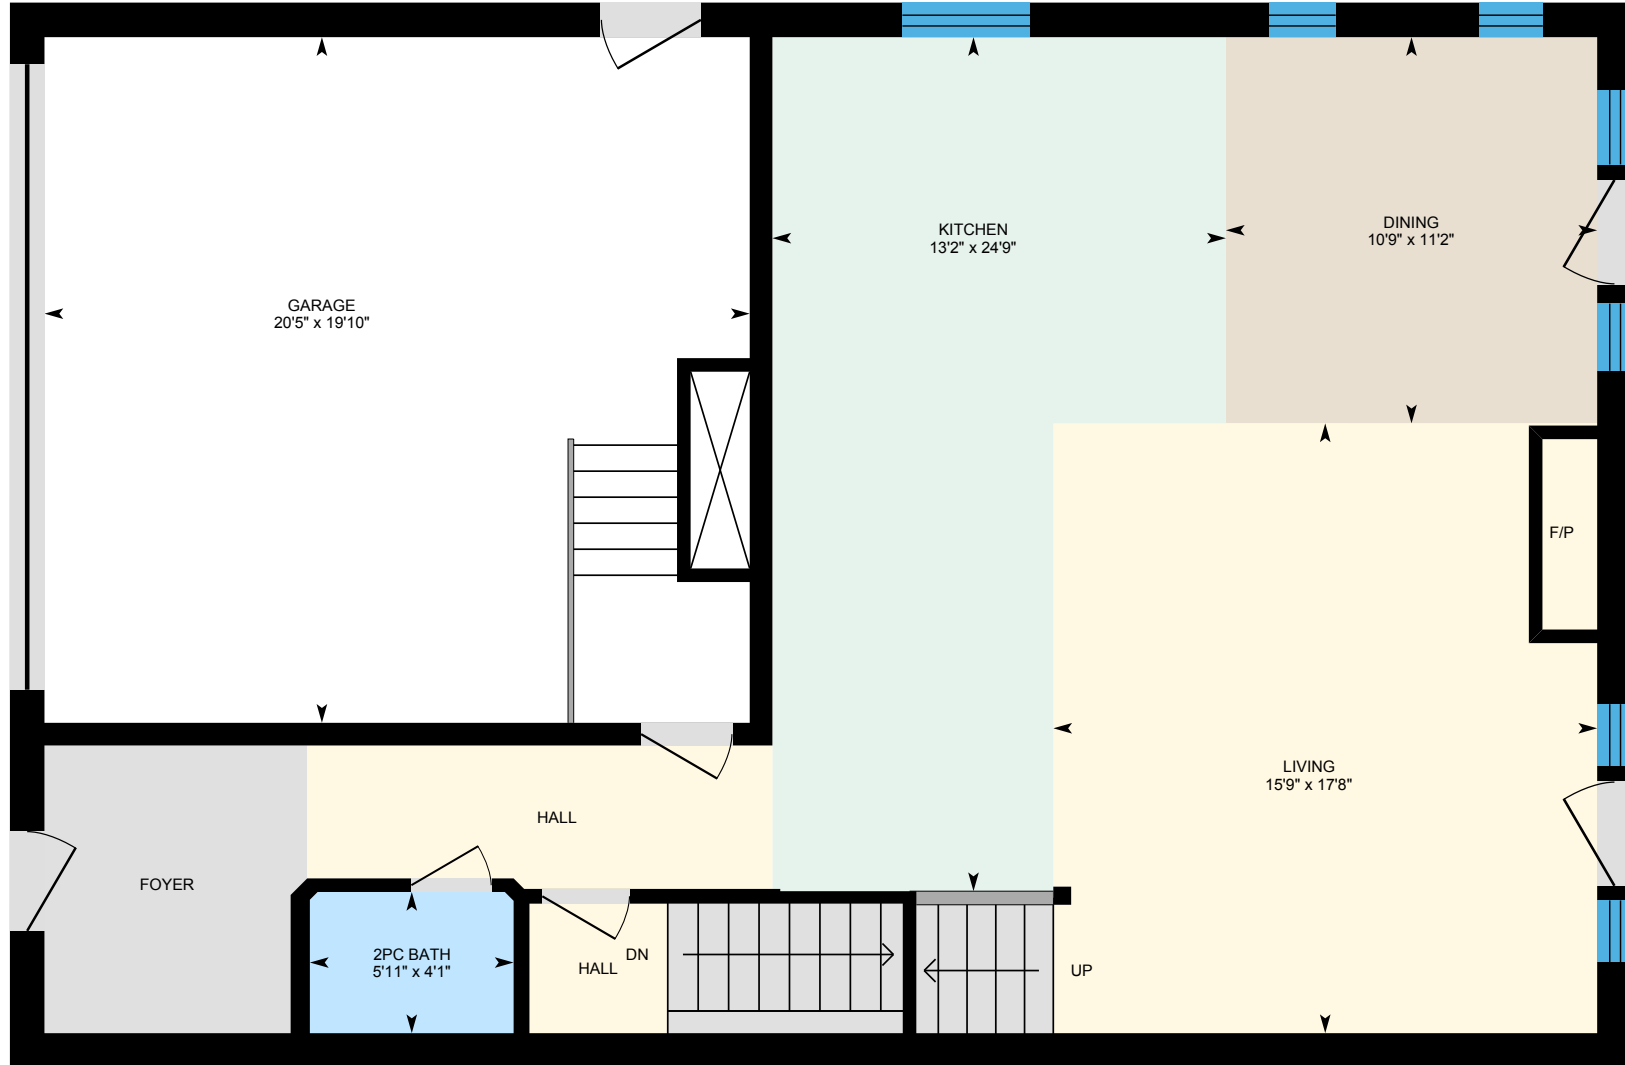 KITCHEN
13'2" x 24'9"
DINING
10'9" x 11'2"
GARAGE
20'5" x 19'10"
F/P
LIVING
15'9" x 17'8"
HALL
FOYER
2PC BATH
5'11" x 4'1"
HALL
DN
UP